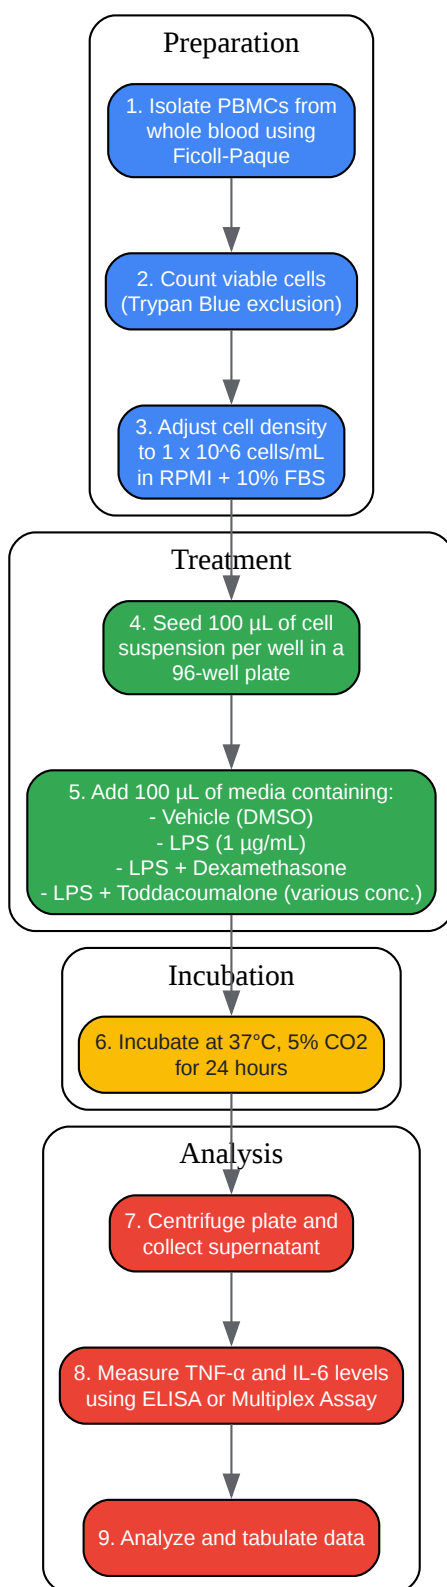 Preparation
1. Isolate PBMCs from
whole blood using
Ficoll-Paque
2. Count viable cells
(Trypan Blue exclusion)
3. Adjust cell density
to 1 x 10^6 cells/mL
in RPMI + 10% FBS
Treatment
4. Seed 100 µL of cell
suspension per well in a
96-well plate
5. Add 100 µL of media containing:
- Vehicle (DMSO)
- LPS (1 µg/mL)
- LPS + Dexamethasone
- LPS + Toddacoumalone (various conc.)
Incubation
6. Incubate at 37°C, 5% CO2
for 24 hours
Analysis
7. Centrifuge plate and
collect supernatant
8. Measure TNF-α and IL-6 levels
using ELISA or Multiplex Assay
9. Analyze and tabulate data